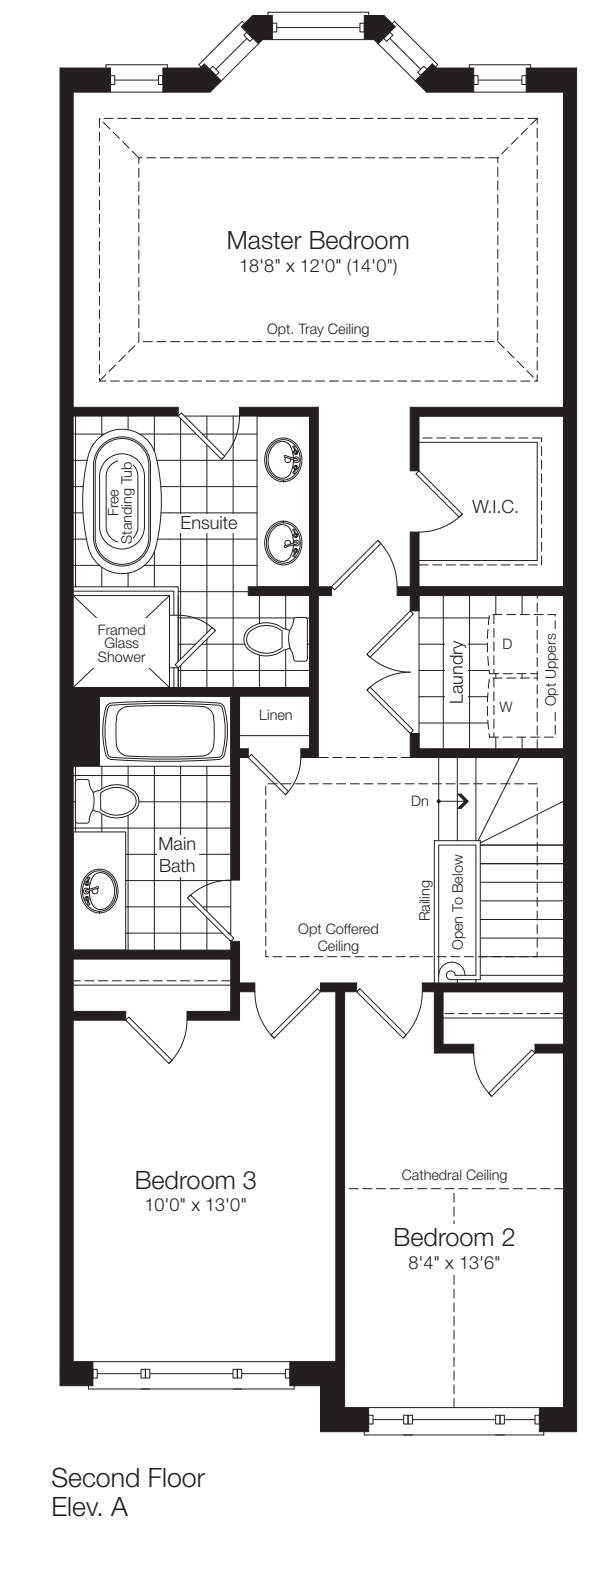 Master Bedroom
18'8" x 12'0" (14'0")
Opt. Tray Ceiling
Free
Standing Tub
Ensuite
W.I.C.
Framed
Glass
Shower
Laundry
D
W
Opt Uppers
Linen
Dn
Main
Bath
Railing
Open To Below
Opt Coffered
Ceiling
Cathedral Ceiling
Bedroom 3
10'0" x 13'0"
Bedroom 2
8'4" x 13'6"
Second Floor
Elev. A